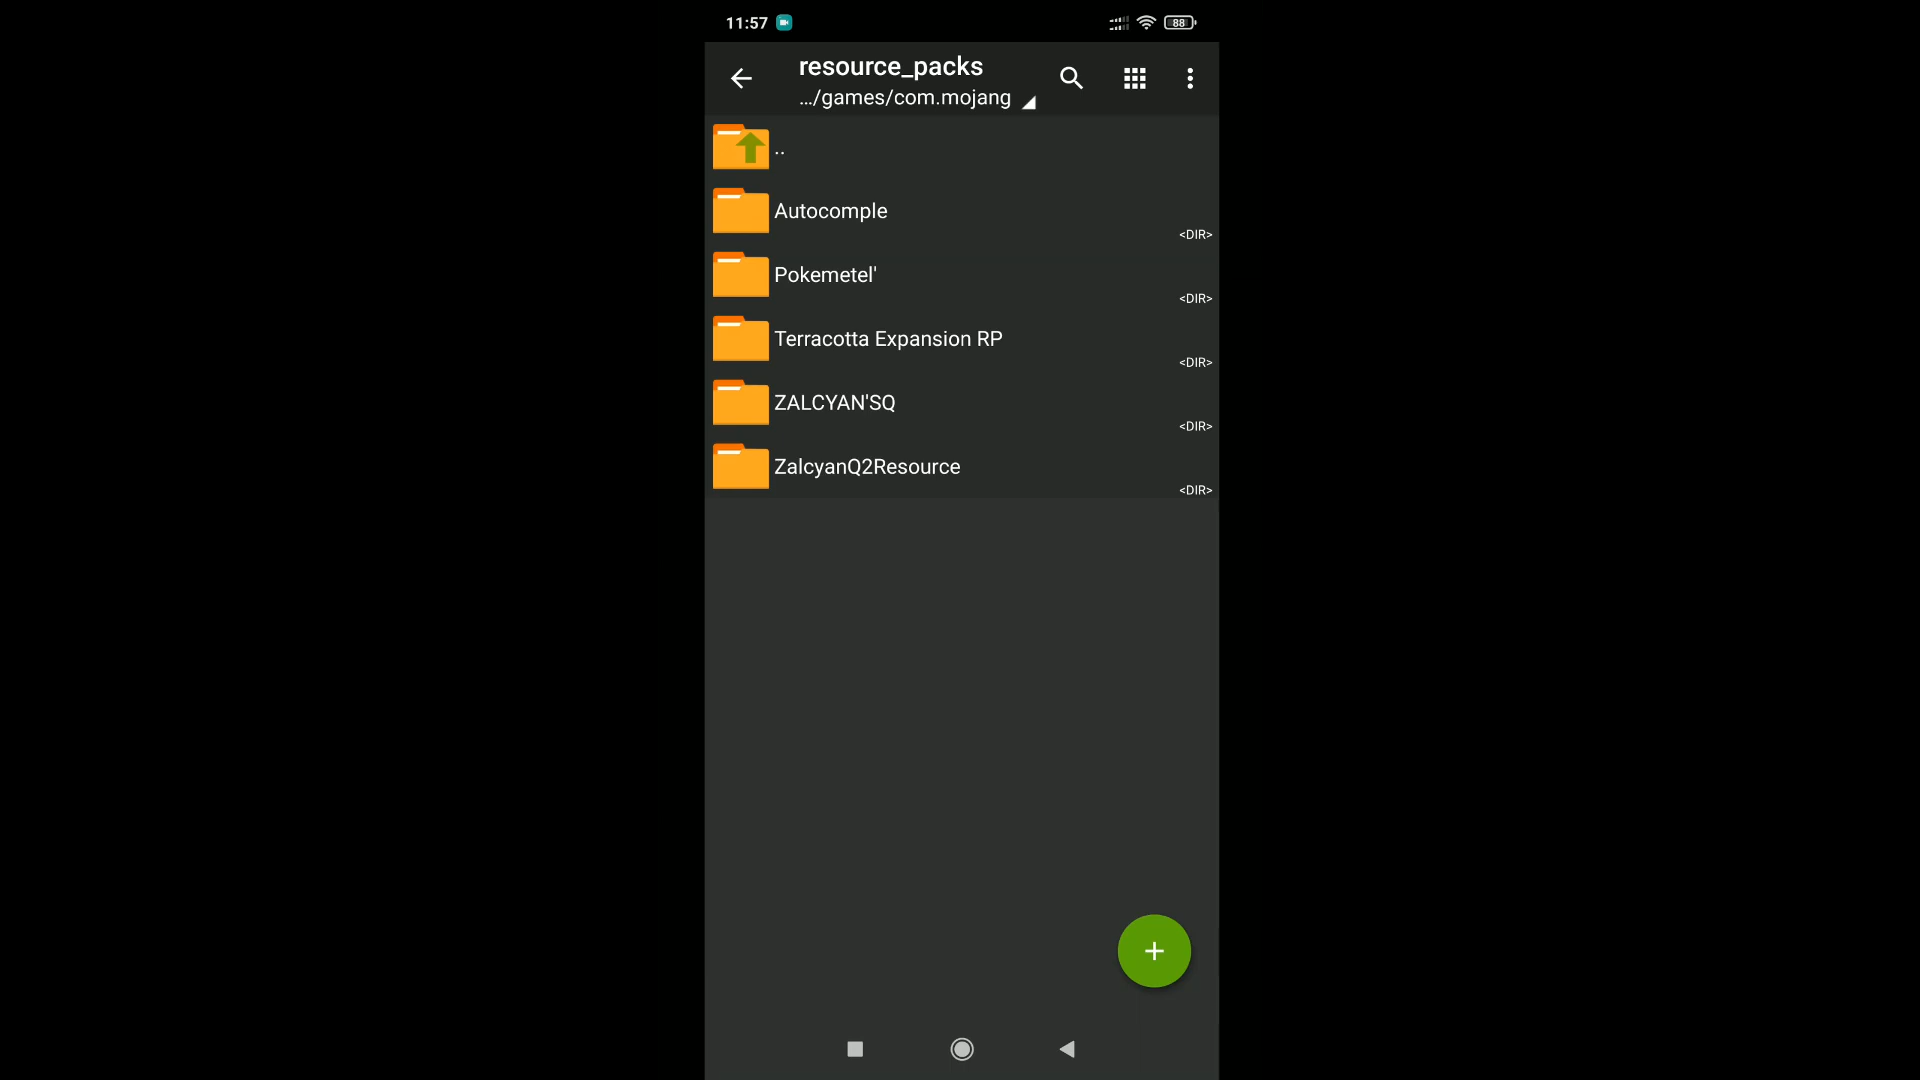 11:57
88
resource_packs
.../games/com.mojang
..
Autocomple
<DIR>
Pokemetel'
<DIR>
Terracotta Expansion RP
<DIR>
ZALCYAN'SQ
<DIR>
ZalcyanQ2Resource
<DIR>